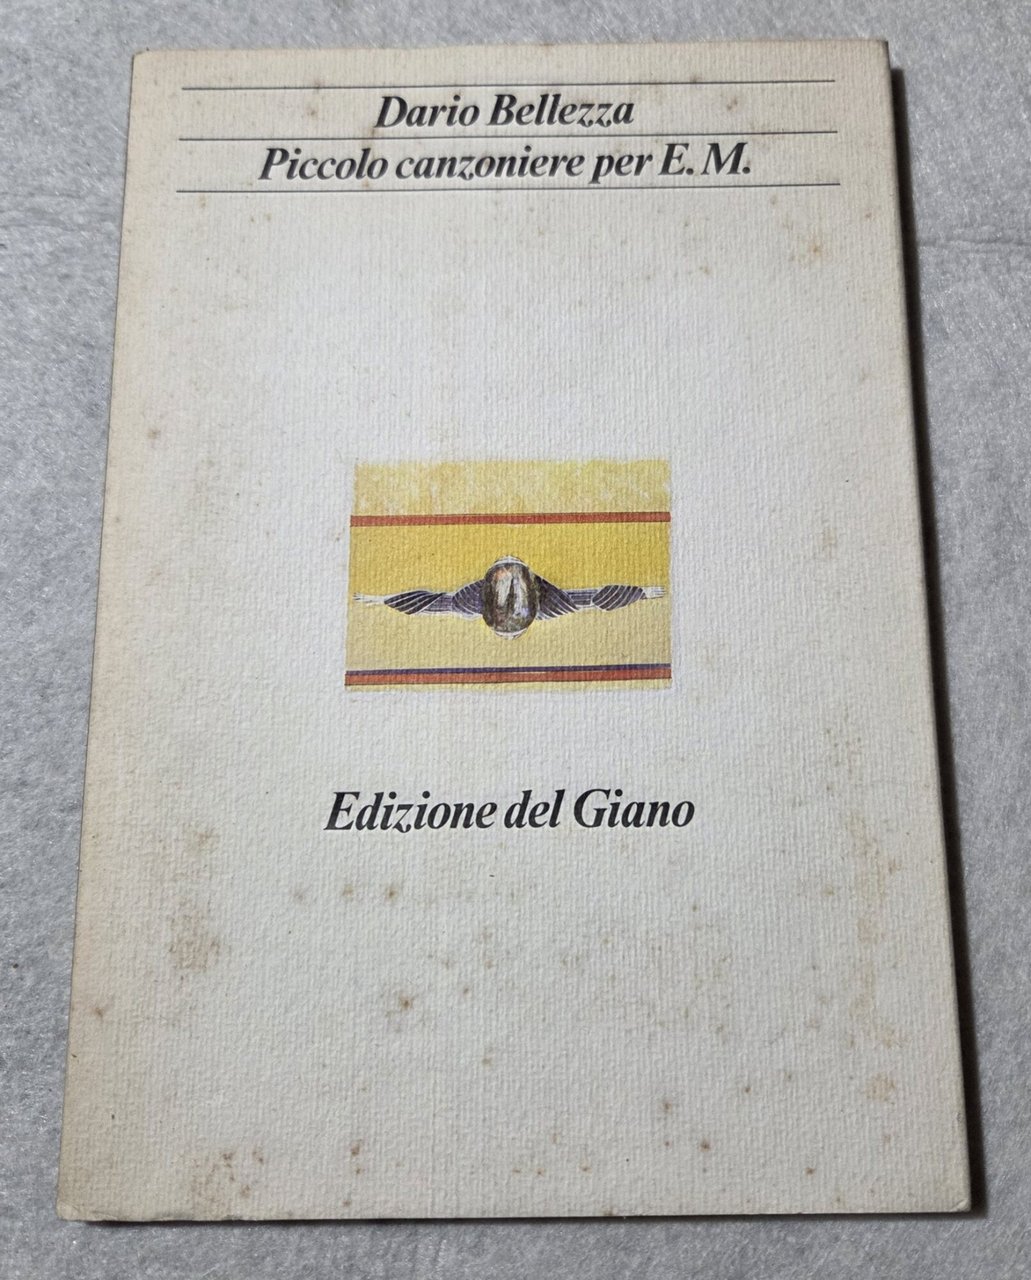 Dario Bellezza
Piccolo canzoniere per E. M.
Edizione del Giano